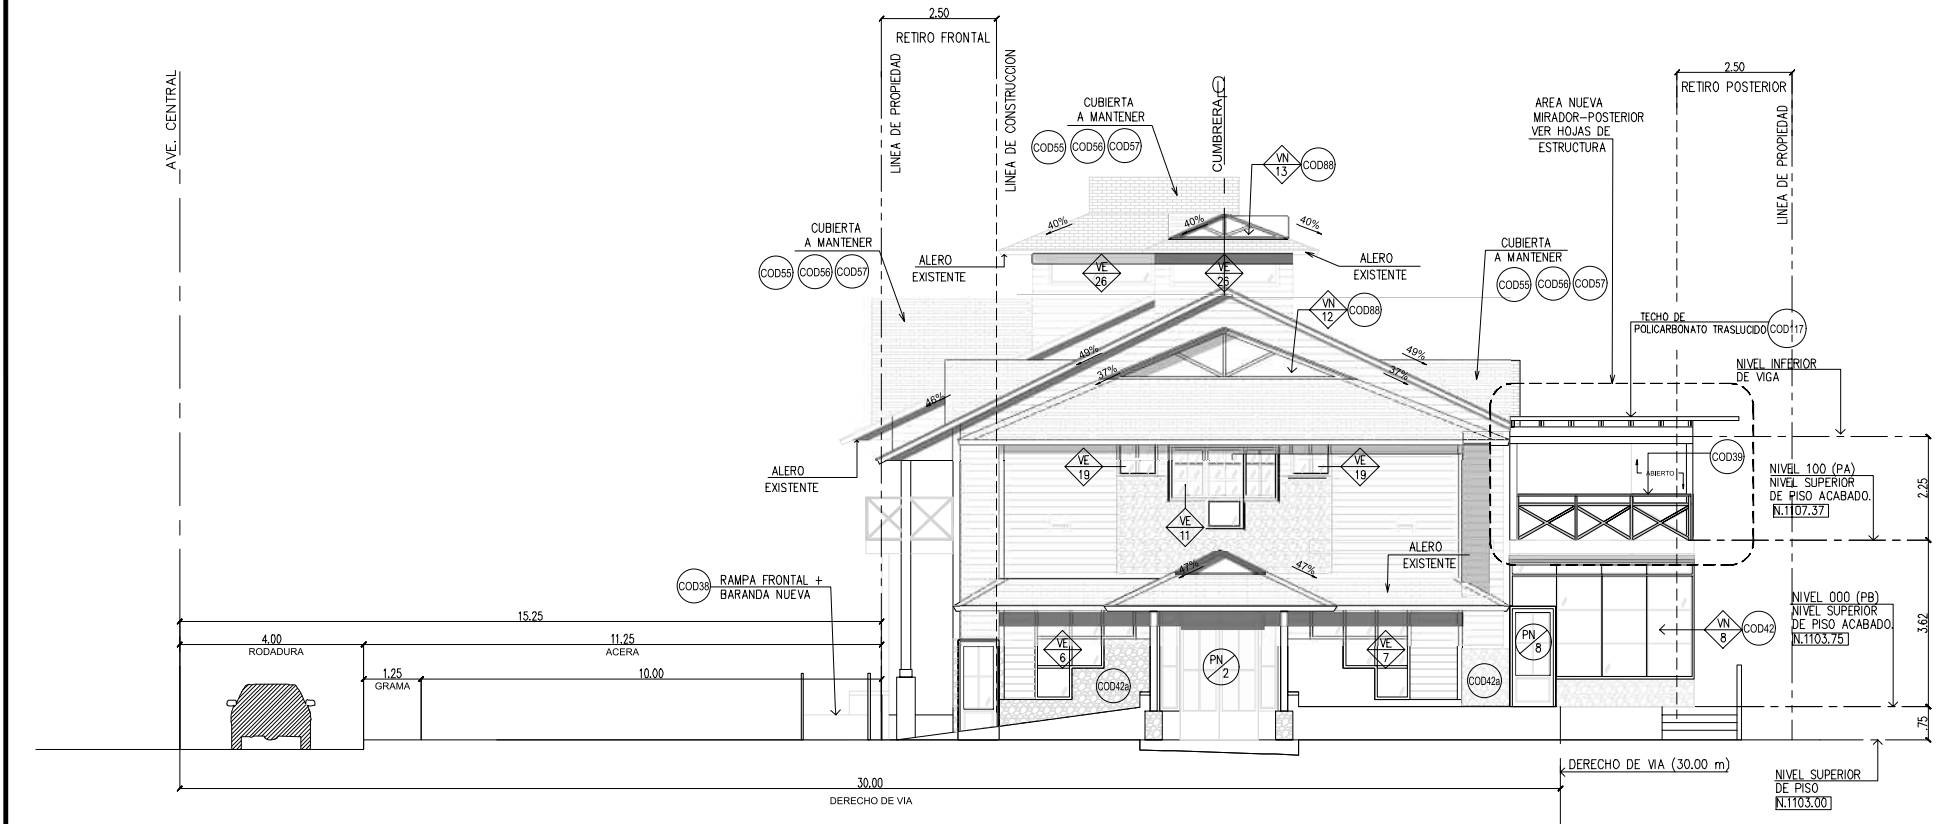 2.50
RETIRO FRONTAL
AVE. CENTRAL
LINEA DE PROPIEDAD
LINEA DE CONSTRUCCION
CUBIERTA
A MANTENER
COD55
COD56
COD57
CUMBRERA
VN
13
COD88
AREA NUEVA
MIRADOR-POSTERIOR
VER HOJAS DE
ESTRUCTURA
2.50
RETIRO POSTERIOR
LINEA DE PROPIEDAD
40%
40%
40%
CUBIERTA
A MANTENER
COD55
COD56
COD57
ALERO
EXISTENTE
VE
26
VE
26
ALERO
EXISTENTE
CUBIERTA
A MANTENER
COD55
COD56
COD57
VN
12
COD88
TECHO DE
POLICARBONATO TRASLUCIDO
COD117
49%
37%
46%
49%
37%
NIVEL INFERIOR
DE VIGA
ALERO
EXISTENTE
VE
19
VE
19
VE
11
ABIERTO
COD39
NIVEL 100 (PA)
NIVEL SUPERIOR
DE PISO ACABADO.
N.1107.37
2.25
ALERO
EXISTENTE
47%
47%
COD38
RAMPA FRONTAL +
BARANDA NUEVA
NIVEL 000 (PB)
NIVEL SUPERIOR
DE PISO ACABADO.
N.1103.75
3.62
15.25
4.00
RODADURA
11.25
ACERA
1.25
GRAMA
10.00
VE
6
COD42a
PN
2
VE
7
COD42a
PN
8
VN
8
COD42
.75
30.00
DERECHO DE VIA
DERECHO DE VIA (30.00 m)
NIVEL SUPERIOR
DE PISO
N.1103.00